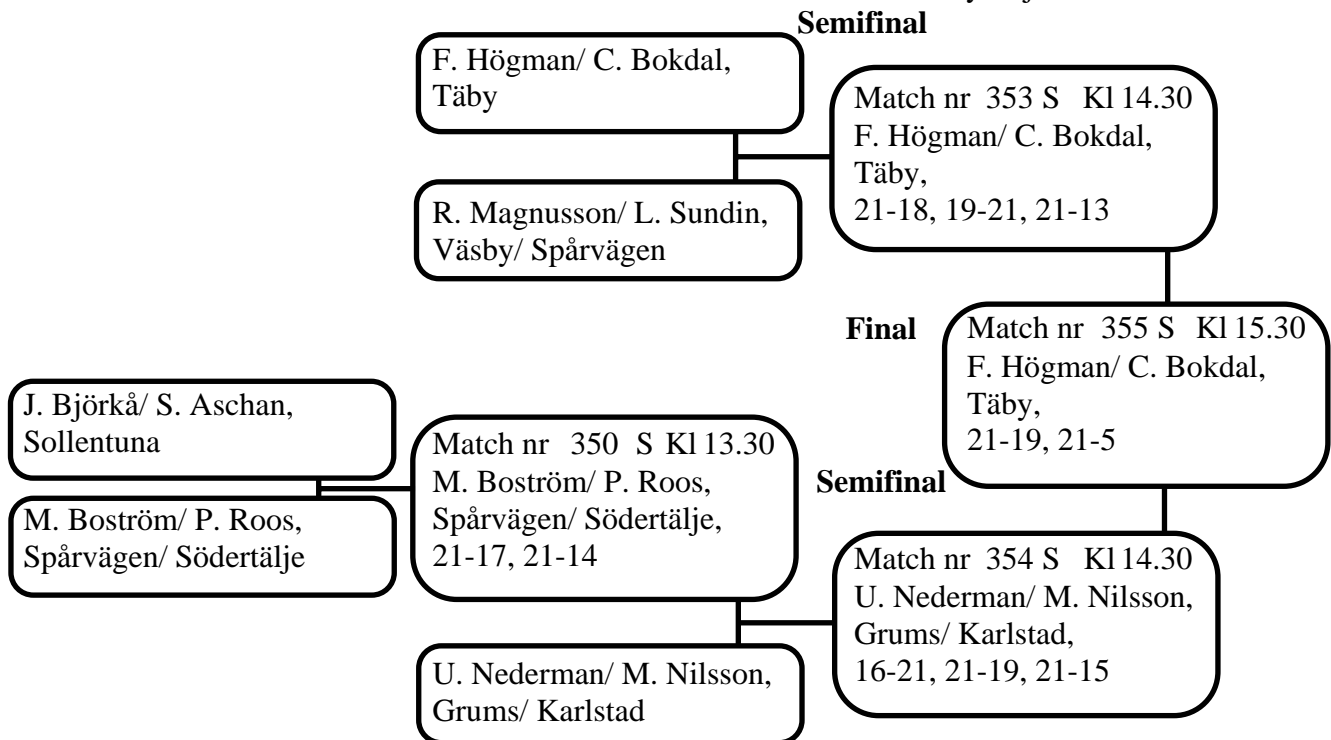 Semifinal
F. Högman/ C. Bokdal,
Täby
Match nr 353 S Kl 14.30
F. Högman/ C. Bokdal,
Täby,
21-18, 19-21, 21-13
R. Magnusson/ L. Sundin,
Väsby/ Spårvägen
Final
Match nr 355 S Kl 15.30
F. Högman/ C. Bokdal,
Täby,
21-19, 21-5
J. Björkå/ S. Aschan,
Sollentuna
M. Boström/ P. Roos,
Spårvägen/ Södertälje
Match nr 350 S Kl 13.30
M. Boström/ P. Roos,
Spårvägen/ Södertälje,
21-17, 21-14
Semifinal
Match nr 354 S Kl 14.30
U. Nederman/ M. Nilsson,
Grums/ Karlstad,
16-21, 21-19, 21-15
U. Nederman/ M. Nilsson,
Grums/ Karlstad